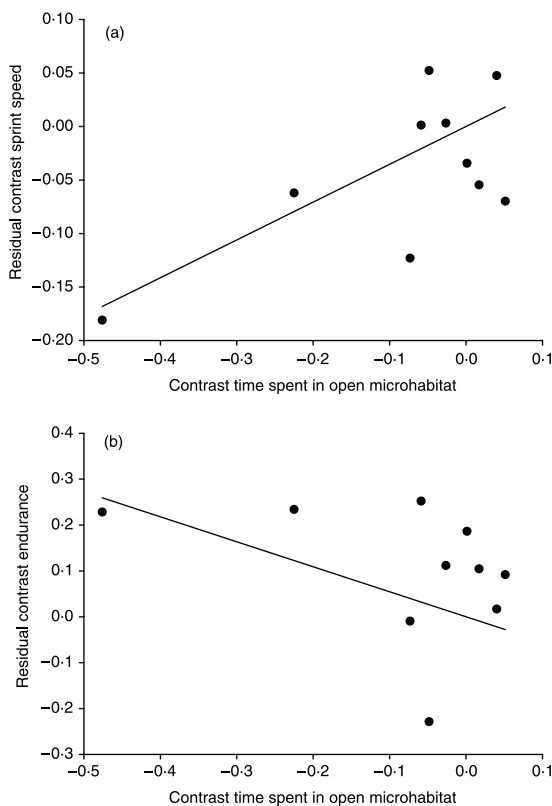 (a)
Residual contrast sprint speed
0·10
0·05
0·00
−0·05
−0·10
−0·15
−0·20
−0·5 −0·4 −0·3 −0·2 −0·1 0·0 0·1
Contrast time spent in open microhabitat
(b)
Residual contrast endurance
0·4
0·3
0·2
0·1
0·0
−0·1
−0·2
−0·3
−0·5 −0·4 −0·3 −0·2 −0·1 0·0 0·1
Contrast time spent in open microhabitat